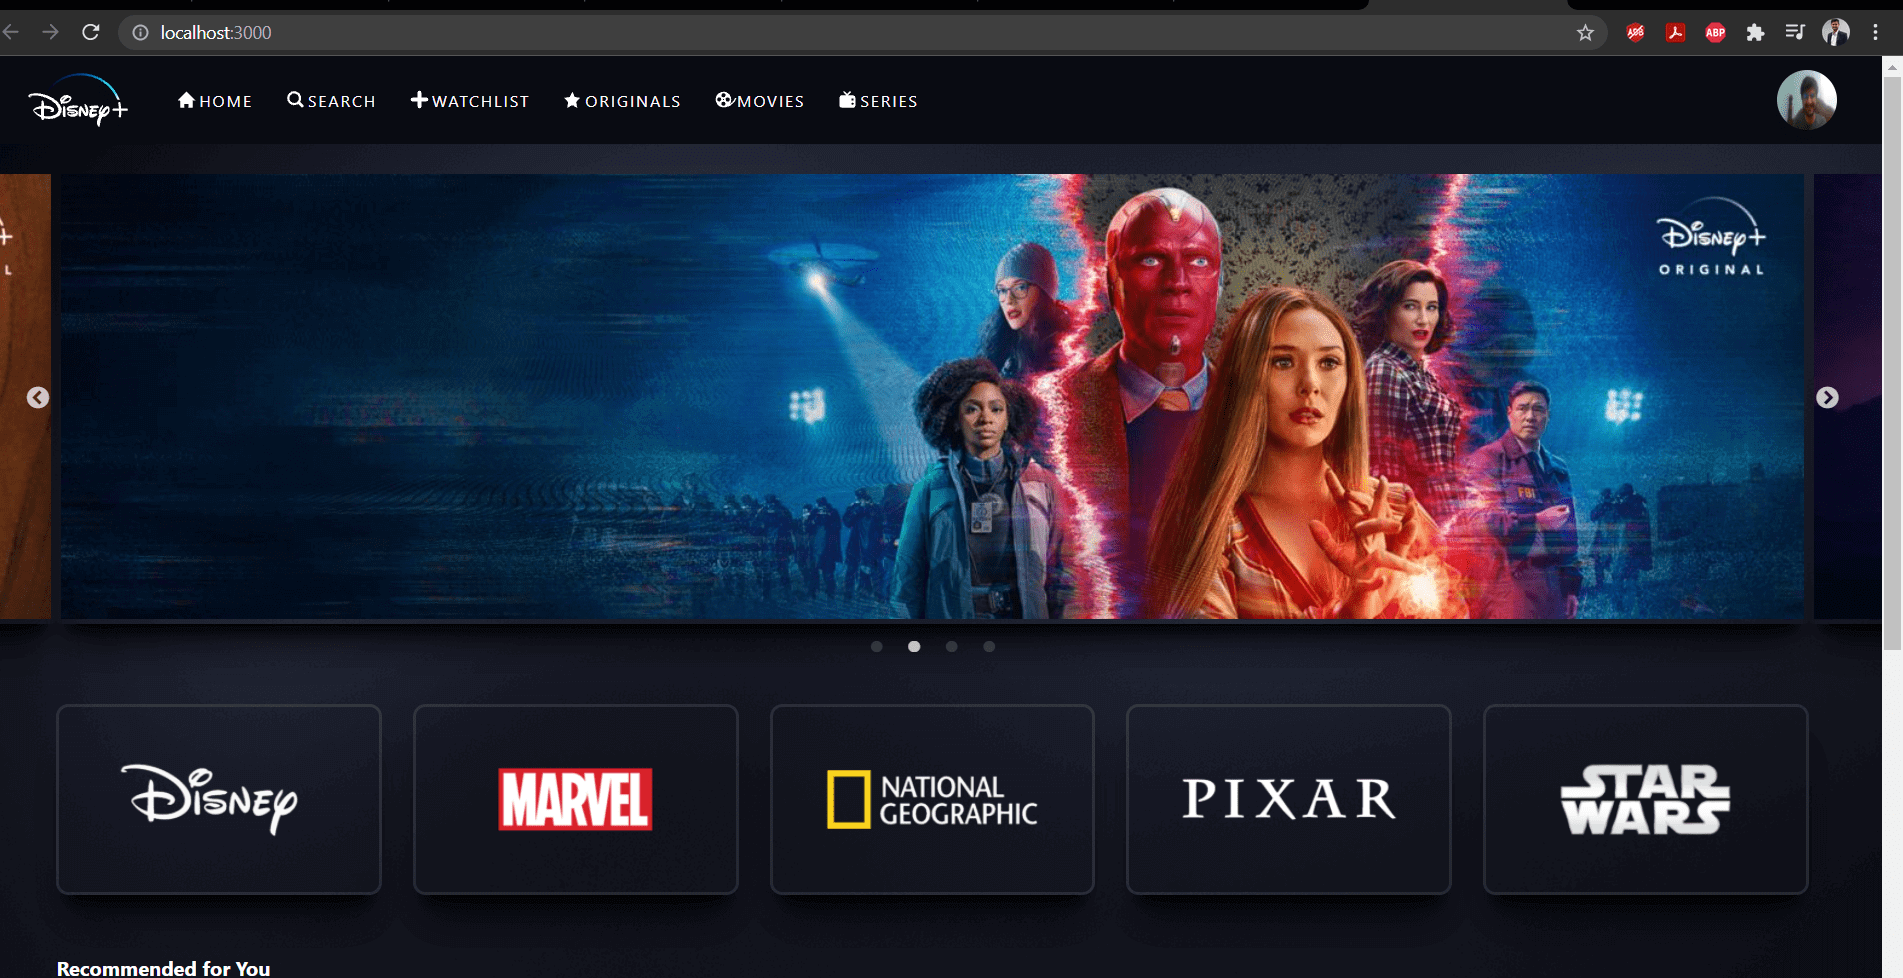 localhost:3000
ABP
Disney+
HOME
SEARCH
WATCHLIST
ORIGINALS
MOVIES
SERIES
Disney+
ORIGINAL
FBI
Disney
MARVEL
NATIONAL
GEOGRAPHIC
PIXAR
STAR
WARS
Recommended for You